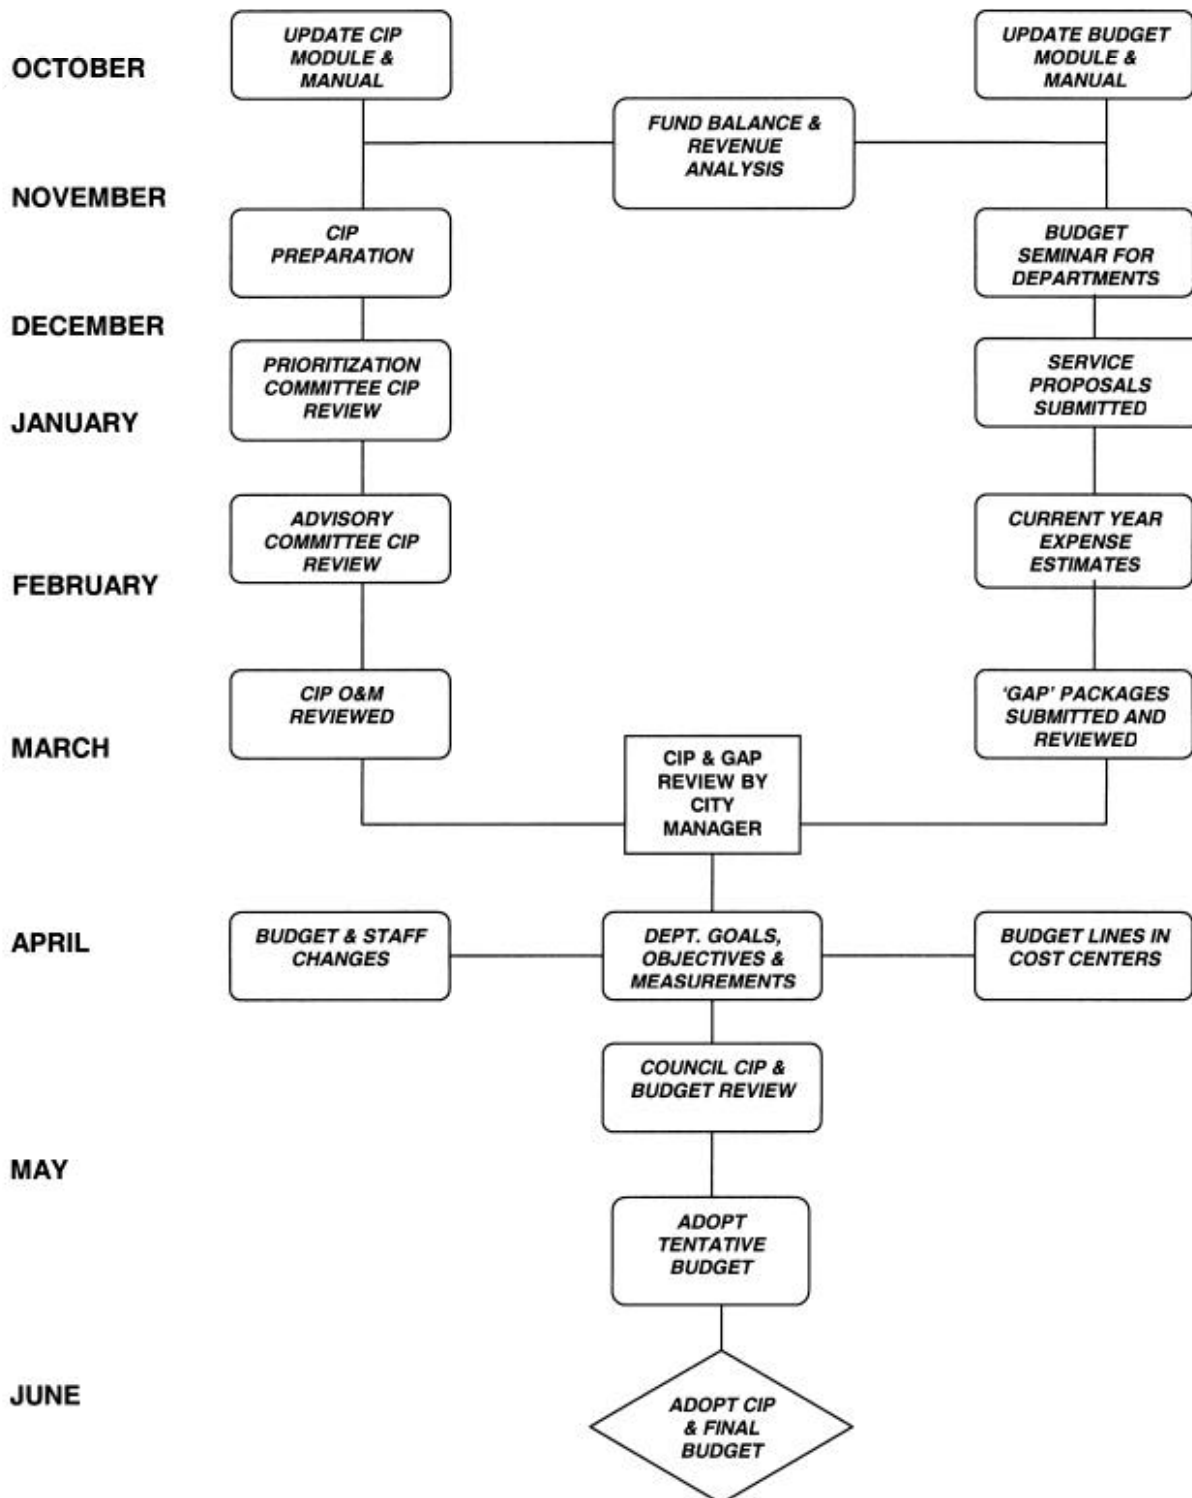 OCTOBER
UPDATE CIP
MODULE &
MANUAL
UPDATE BUDGET
MODULE &
MANUAL
FUND BALANCE &
REVENUE
ANALYSIS
NOVEMBER
CIP
PREPARATION
BUDGET
SEMINAR FOR
DEPARTMENTS
DECEMBER
PRIORITIZATION
COMMITTEE CIP
REVIEW
SERVICE
PROPOSALS
SUBMITTED
JANUARY
ADVISORY
COMMITTEE CIP
REVIEW
CURRENT YEAR
EXPENSE
ESTIMATES
FEBRUARY
CIP O&M
REVIEWED
'GAP' PACKAGES
SUBMITTED AND
REVIEWED
MARCH
CIP & GAP
REVIEW BY
CITY
MANAGER
APRIL
BUDGET & STAFF
CHANGES
DEPT. GOALS,
OBJECTIVES &
MEASUREMENTS
BUDGET LINES IN
COST CENTERS
COUNCIL CIP &
BUDGET REVIEW
MAY
ADOPT
TENTATIVE
BUDGET
JUNE
ADOPT CIP
& FINAL
BUDGET